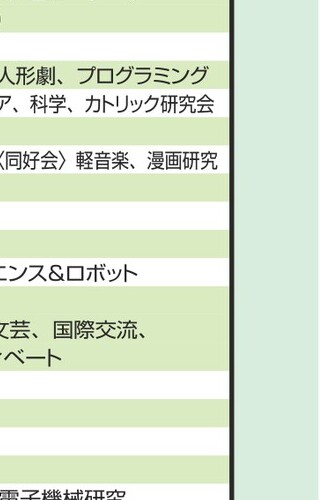 人形劇、プログラミング
ア、科学、カトリック研究会
〈同好会〉軽音楽、漫画研究
エンス&ロボット
文芸、国際交流、
ィベート
電子機械研究